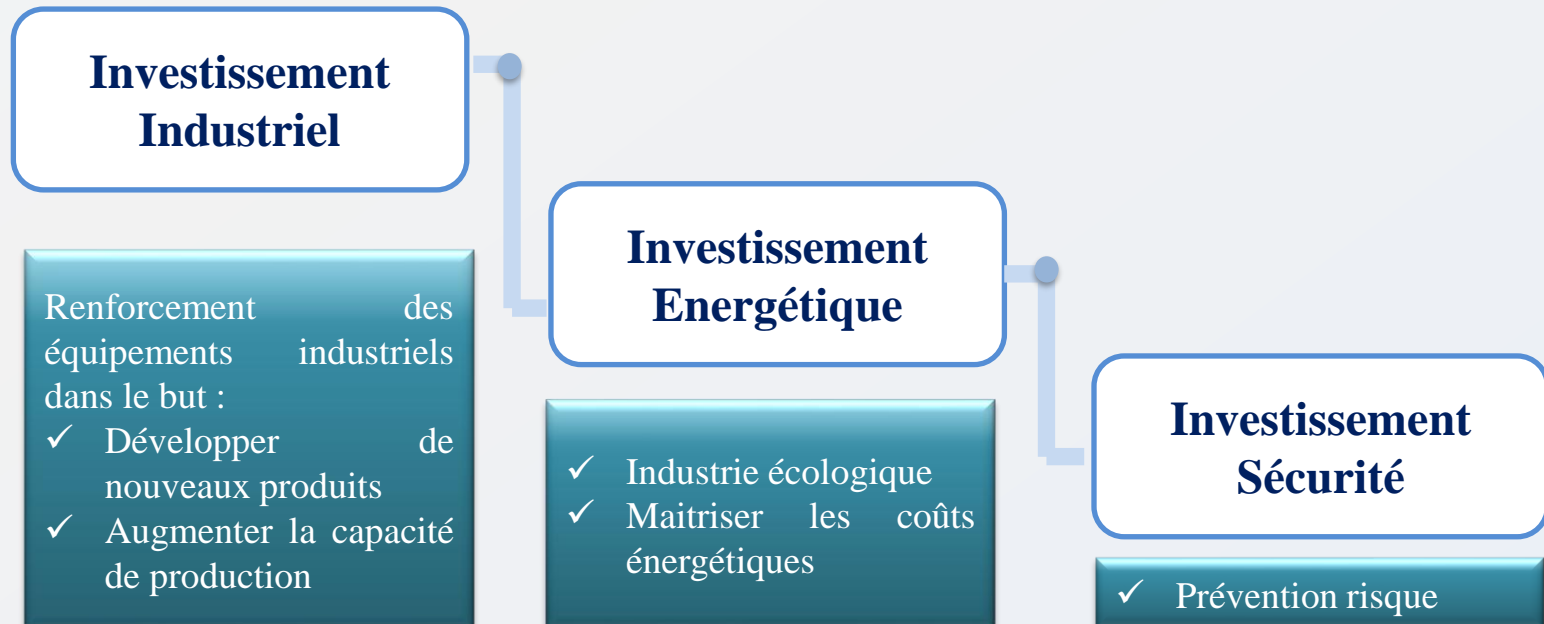 Investissement
Industriel
Renforcement des
équipements industriels
dans le but :
✓ Développer de
nouveaux produits
✓ Augmenter la capacité
de production
Investissement
Energétique
✓ Industrie écologique
✓ Maitriser les coûts
énergétiques
Investissement
Sécurité
✓ Prévention risque